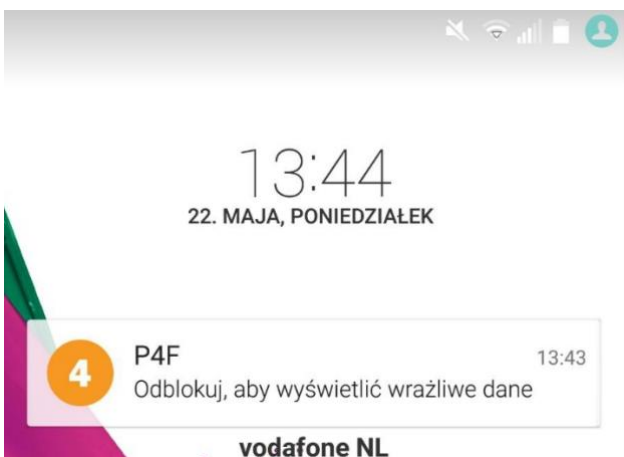 13:44
22. MAJA, PONIEDZIAŁEK
4
P4F
13:43
Odblokuj, aby wyświetlić wrażliwe dane
vodafone NL